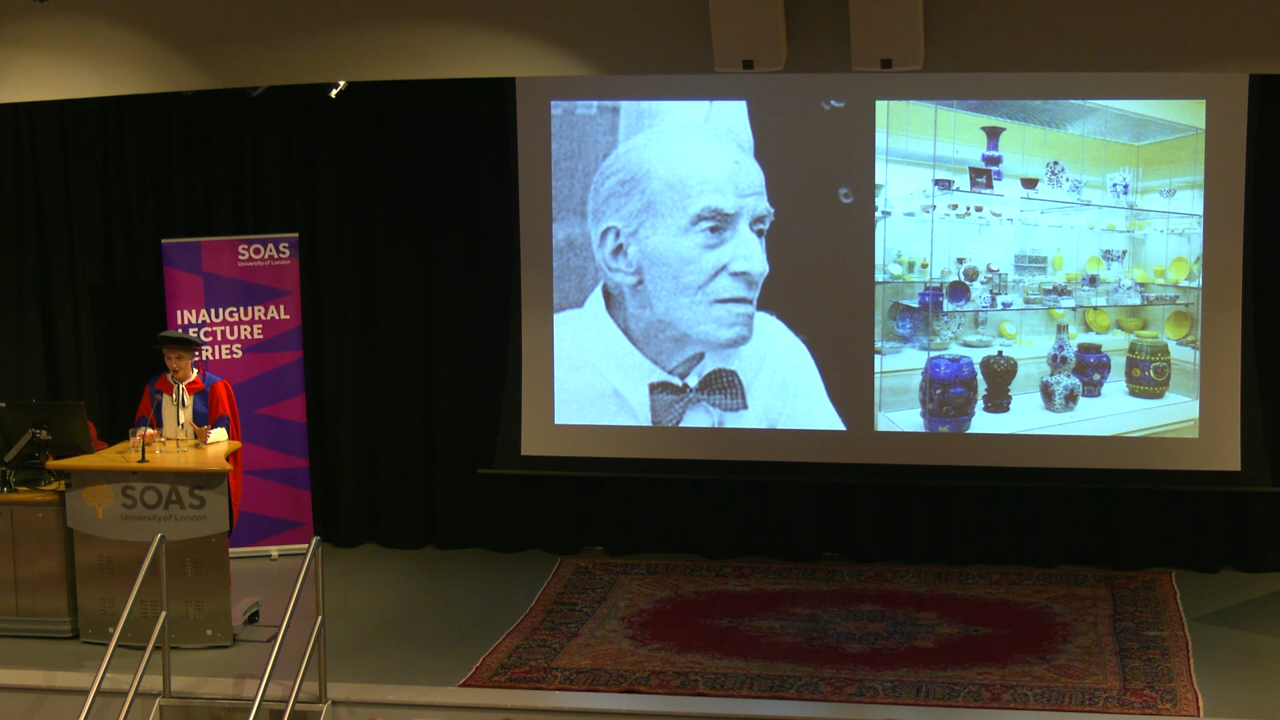 SOAS
University of London
INAUGURAL
LECTURE
SERIES
SOAS
University of London